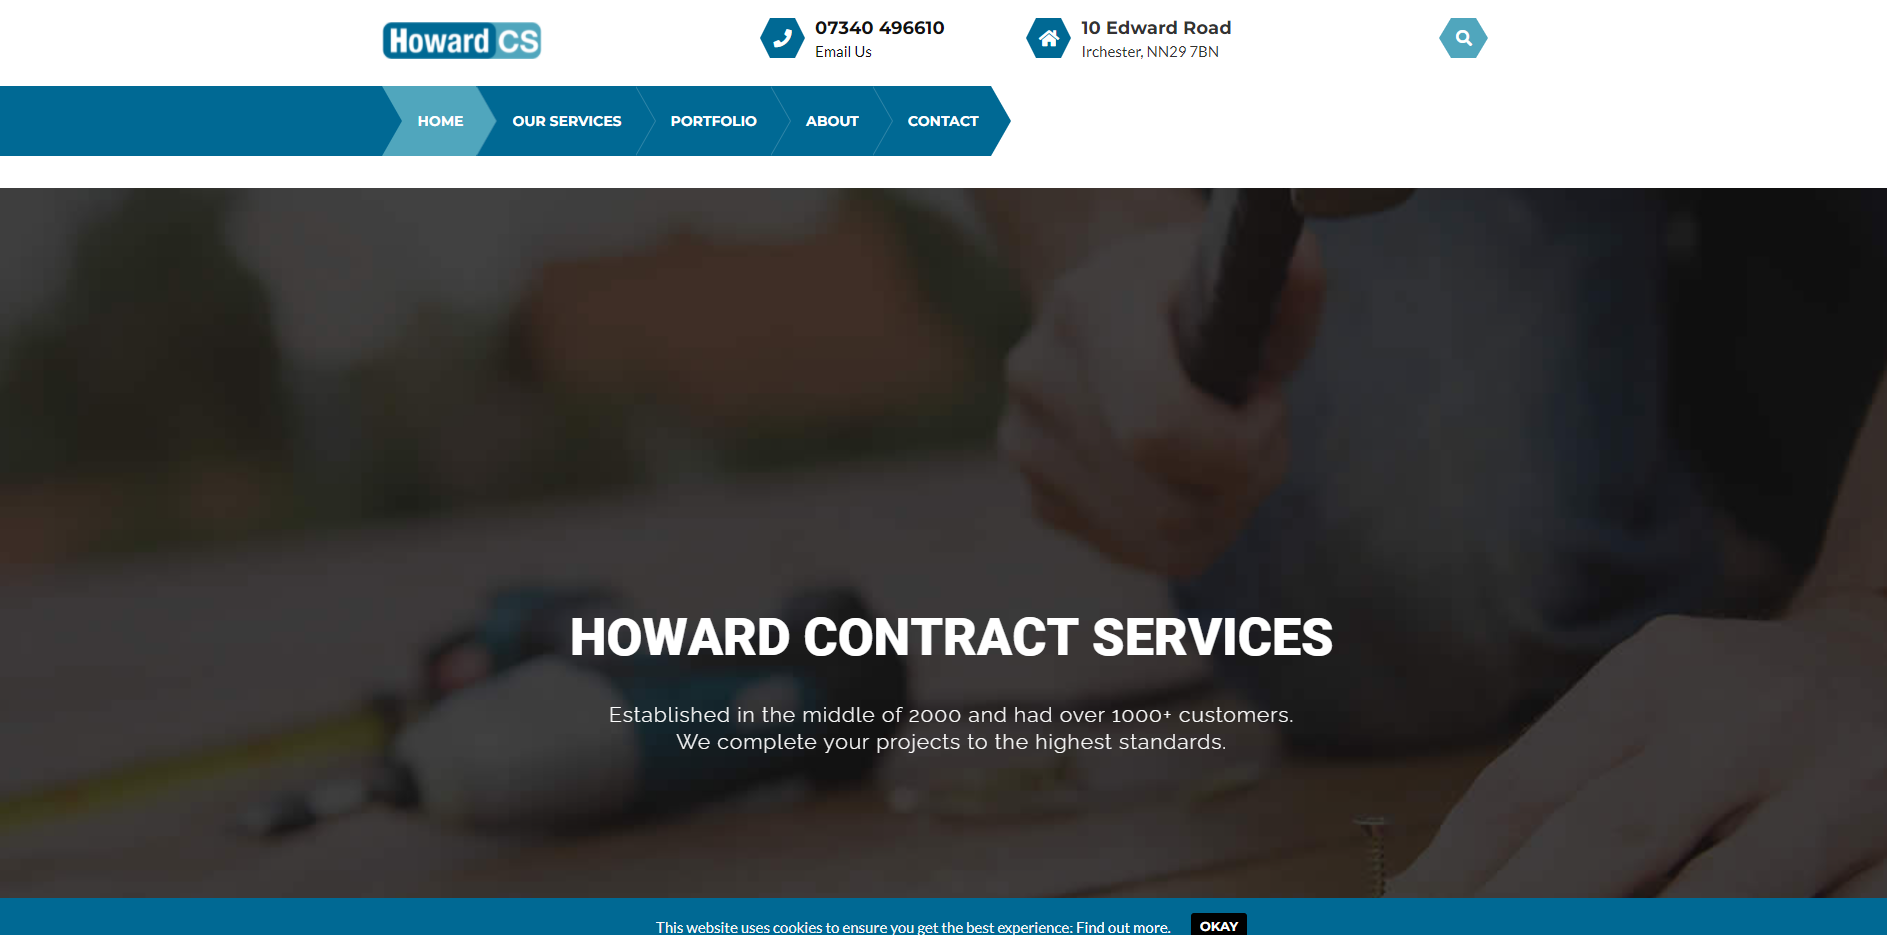 Howard CS
07340 496610
Email Us
10 Edward Road
Irchester, NN29 7BN
HOME
OUR SERVICES
PORTFOLIO
ABOUT
CONTACT
HOWARD CONTRACT SERVICES
Established in the middle of 2000 and had over 1000+ customers.
We complete your projects to the highest standards.
This website uses cookies to ensure you get the best experience: Find out more.
OKAY